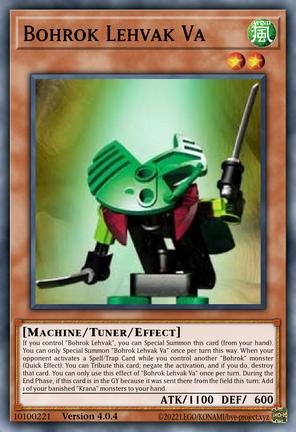 Bohrok Lehvak Va
WIND
風
[Machine/Tuner/Effect]
If you control "Bohrok Lehvak", you can Special Summon this card (from your hand).
You can only Special Summon "Bohrok Lehvak Va" once per turn this way. When your
opponent activates a Spell/Trap Card while you control another "Bohrok" monster
(Quick Effect): You can Tribute this card; negate the activation, and if you do, destroy
that card. You can only use this effect of "Bohrok Lehvak Va" once per turn. During the
End Phase, if this card is in the GY because it was sent there from the field this turn: Add
1 of your banished "Krana" monsters to your hand.
ATK/1100 DEF/ 600
10100221 Version 4.0.4 ©2022LEGO/KONAMI/bye-project.xyz